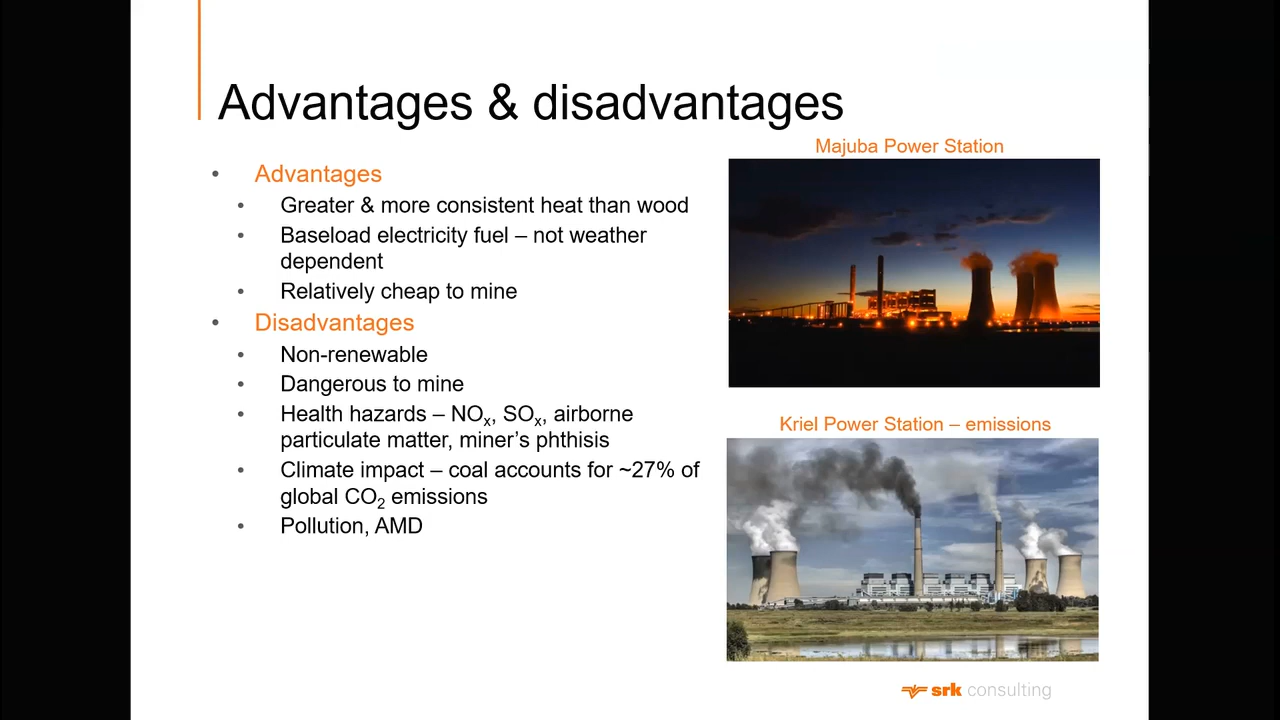 Advantages & disadvantages
• Advantages
• Greater & more consistent heat than wood
• Baseload electricity fuel – not weather
dependent
• Relatively cheap to mine
• Disadvantages
• Non-renewable
• Dangerous to mine
• Health hazards – NOx, SOx, airborne
particulate matter, miner’s phthisis
• Climate impact – coal accounts for ~27% of
global CO2 emissions
• Pollution, AMD
Majuba Power Station
Kriel Power Station – emissions
srk consulting